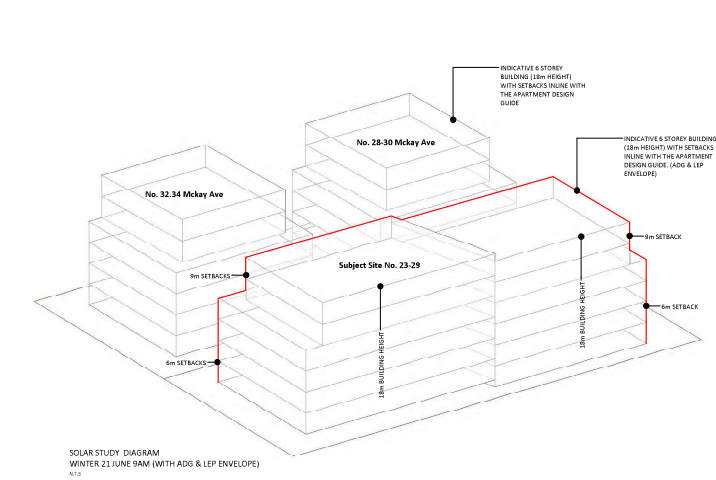 INDICATIVE 6 STOREY
BUILDING (18m HEIGHT)
WITH SETBACKS INLINE WITH
THE APARTMENT DESIGN
GUIDE
INDICATIVE 6 STOREY BUILDING
(18m HEIGHT) WITH SETBACKS
INLINE WITH THE APARTMENT
DESIGN GUIDE. (ADG & LEP
ENVELOPE)
No. 28-30 Mckay Ave
No. 32.34 Mckay Ave
9m SETBACK
Subject Site No. 23-29
9m SETBACKS
6m SETBACK
18m BUILDING HEIGHT
18m BUILDING HEIGHT
6m SETBACKS
SOLAR STUDY DIAGRAM
WINTER 21 JUNE 9AM (WITH ADG & LEP ENVELOPE)
N.T.S